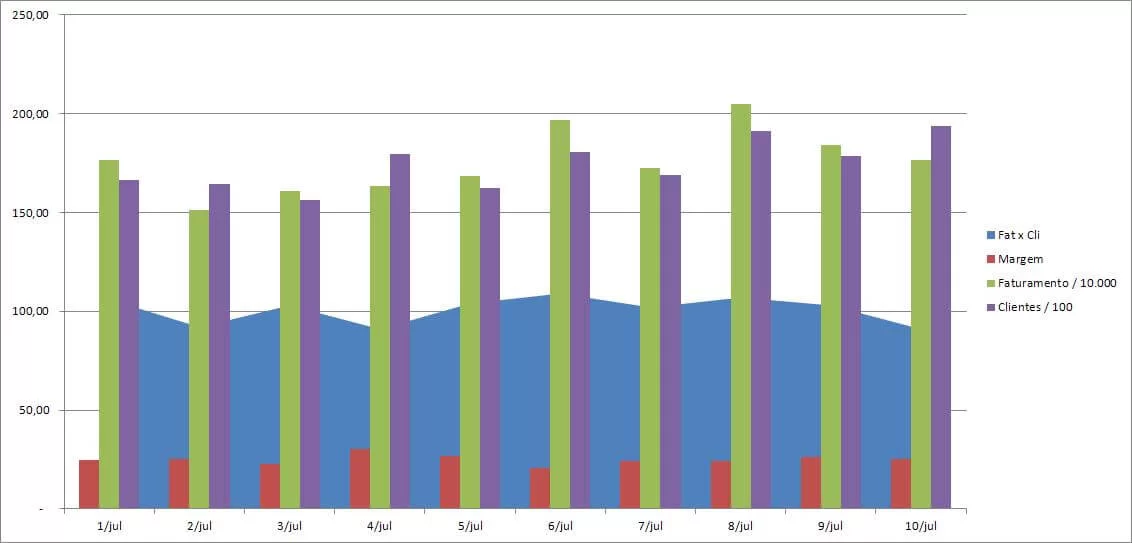 250,00
200,00
150,00
100,00
50,00
-
1/jul 2/jul 3/jul 4/jul 5/jul 6/jul 7/jul 8/jul 9/jul 10/jul
Fat x Cli
Margem
Faturamento / 10.000
Clientes / 100